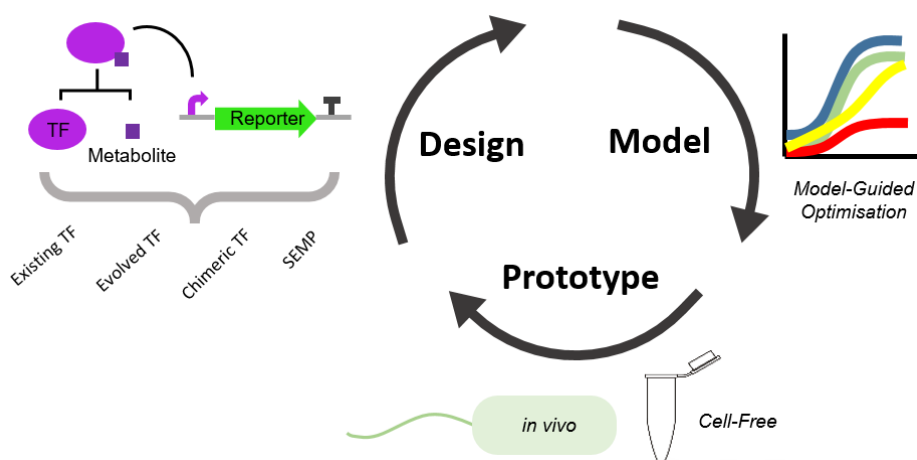 TF
Metabolite
Reporter
Existing TF
Evolved TF
Chimeric TF
SEMP
Design
Model
Prototype
Model-Guided
Optimisation
in vivo
Cell-Free